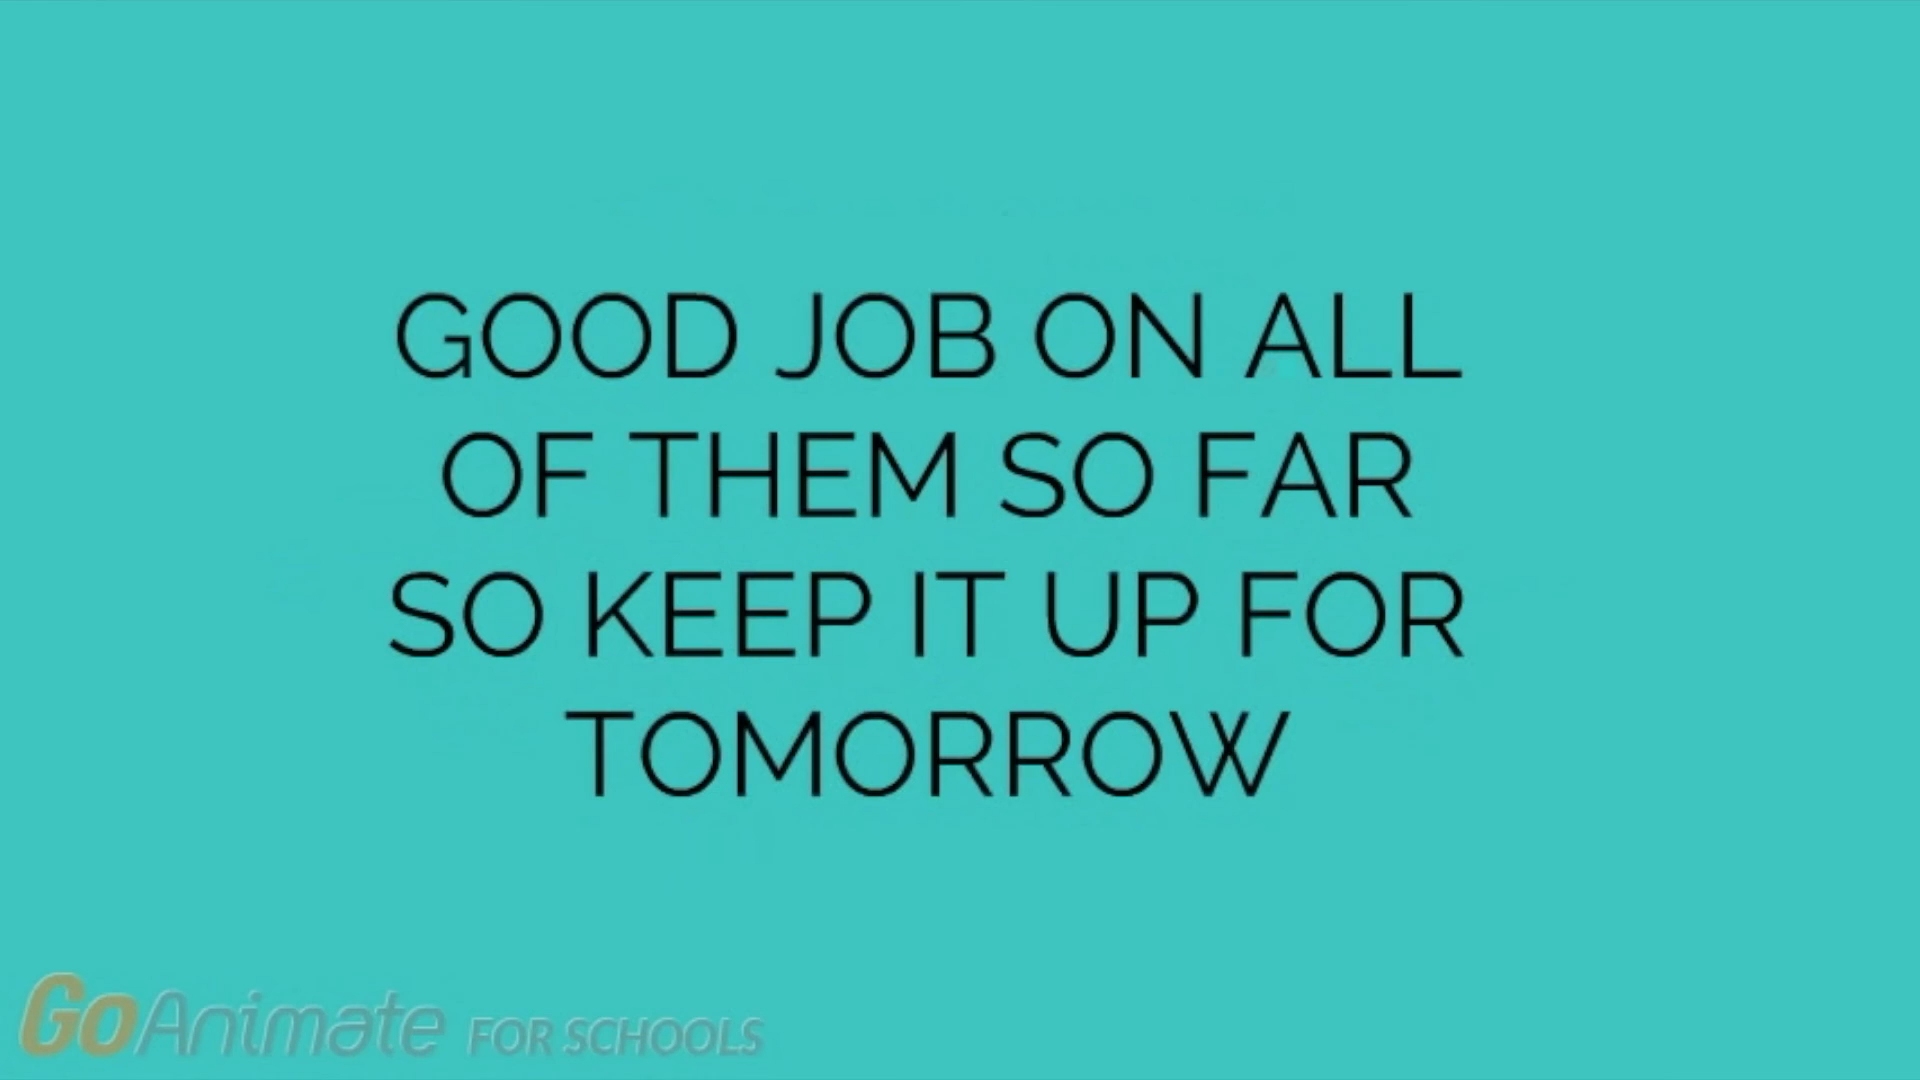 GOOD JOB ON ALL
OF THEM SO FAR
SO KEEP IT UP FOR
TOMORROW
GoAnimate FOR SCHOOLS